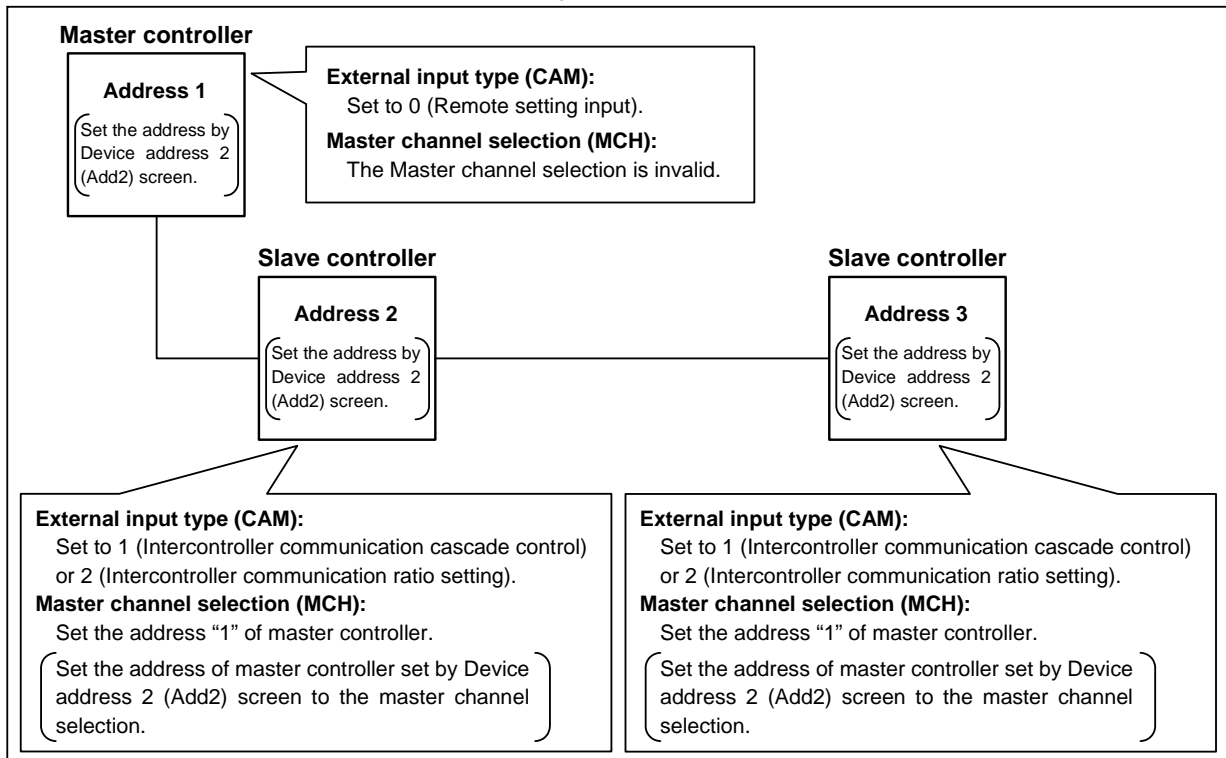 Master controller
Address 1
Set the address by
Device address 2
(Add2) screen.
External input type (CAM):
Set to 0 (Remote setting input).
Master channel selection (MCH):
The Master channel selection is invalid.
Slave controller
Address 2
Set the address by
Device address 2
(Add2) screen.
Slave controller
Address 3
Set the address by
Device address 2
(Add2) screen.
External input type (CAM):
Set to 1 (Intercontroller communication cascade control)
or 2 (Intercontroller communication ratio setting).
Master channel selection (MCH):
Set the address “1” of master controller.
Set the address of master controller set by Device
address 2 (Add2) screen to the master channel
selection.
External input type (CAM):
Set to 1 (Intercontroller communication cascade control)
or 2 (Intercontroller communication ratio setting).
Master channel selection (MCH):
Set the address “1” of master controller.
Set the address of master controller set by Device
address 2 (Add2) screen to the master channel
selection.